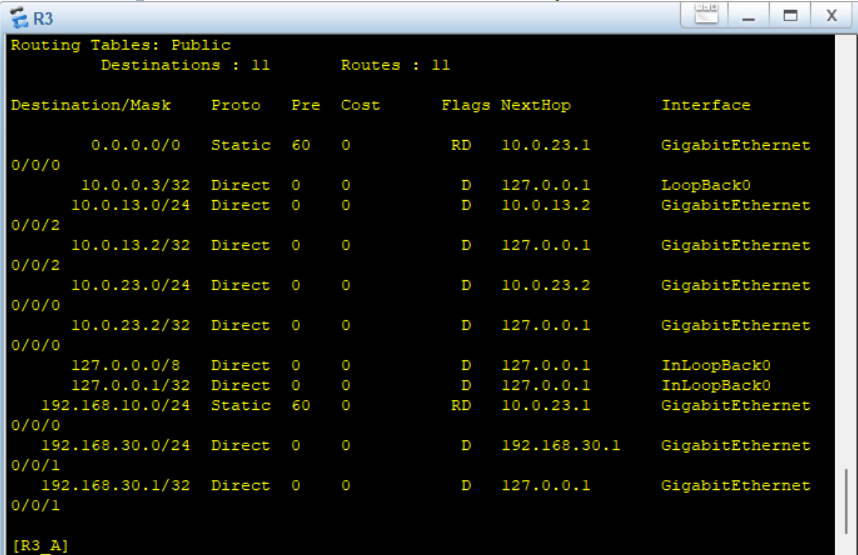 R3
Routing Tables: Public
Destinations : 11 Routes : 11
Destination/Mask Proto Pre Cost Flags NextHop Interface
0.0.0.0/0 Static 60 0 RD 10.0.23.1 GigabitEthernet
0/0/0
10.0.0.3/32 Direct 0 0 D 127.0.0.1 LoopBack0
10.0.13.0/24 Direct 0 0 D 10.0.13.2 GigabitEthernet
0/0/2
10.0.13.2/32 Direct 0 0 D 127.0.0.1 GigabitEthernet
0/0/2
10.0.23.0/24 Direct 0 0 D 10.0.23.2 GigabitEthernet
0/0/0
10.0.23.2/32 Direct 0 0 D 127.0.0.1 GigabitEthernet
0/0/0
127.0.0.0/8 Direct 0 0 D 127.0.0.1 InLoopBack0
127.0.0.1/32 Direct 0 0 D 127.0.0.1 InLoopBack0
192.168.10.0/24 Static 60 0 RD 10.0.23.1 GigabitEthernet
0/0/0
192.168.30.0/24 Direct 0 0 D 192.168.30.1 GigabitEthernet
0/0/1
192.168.30.1/32 Direct 0 0 D 127.0.0.1 GigabitEthernet
0/0/1
[R3_A]